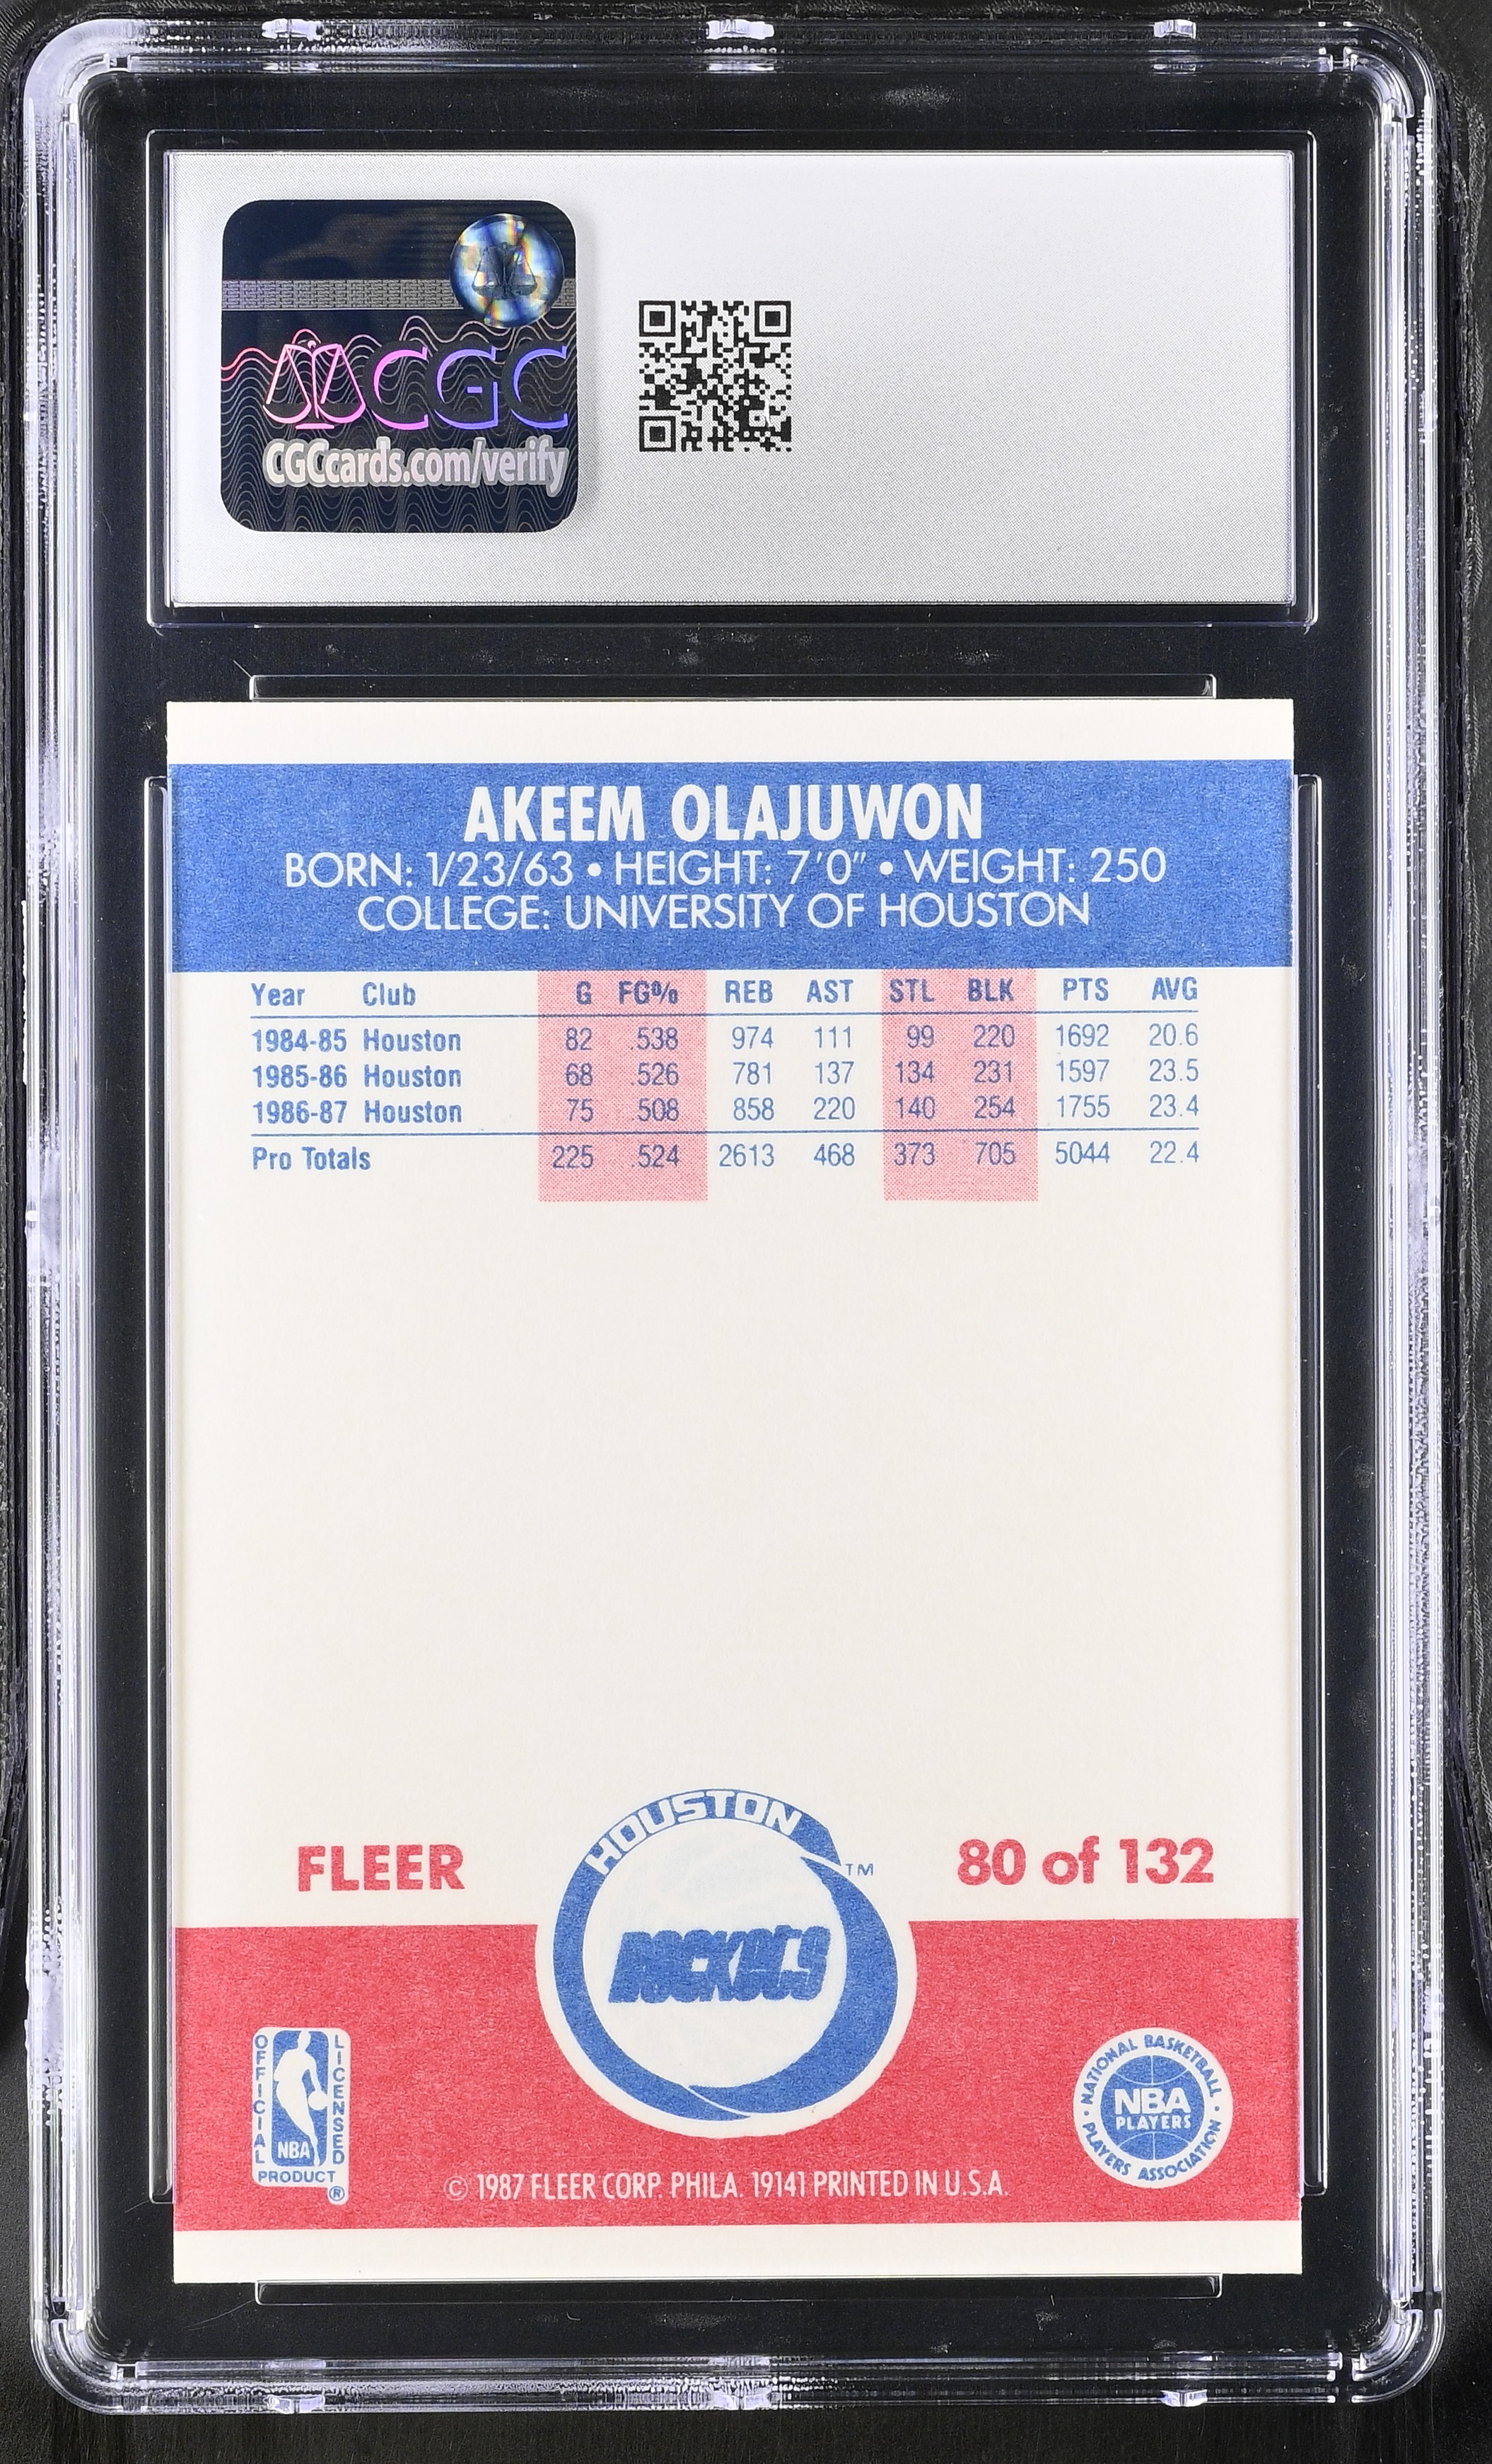 CGC
CGCcards.com/verify
AKEEM OLAJUWON
BORN: 1/23/63 • HEIGHT: 7'0" • WEIGHT: 250
COLLEGE: UNIVERSITY OF HOUSTON
Year Club G FG% REB AST STL BLK PTS AVG
1984-85 Houston 82 .538 974 111 99 220 1692 20.6
1985-86 Houston 68 .526 781 137 134 231 1597 23.5
1986-87 Houston 75 .508 858 220 140 254 1755 23.4
Pro Totals 225 .524 2613 468 373 705 5044 22.4
FLEER
HOUSTON
ROCKETS
TM
80 of 132
OFFICIAL
LICENSED
NBA
PRODUCT
®
NATIONAL BASKETBALL
NBA
PLAYERS
PLAYERS ASSOCIATION
© 1987 FLEER CORP. PHILA. 19141 PRINTED IN U.S.A.